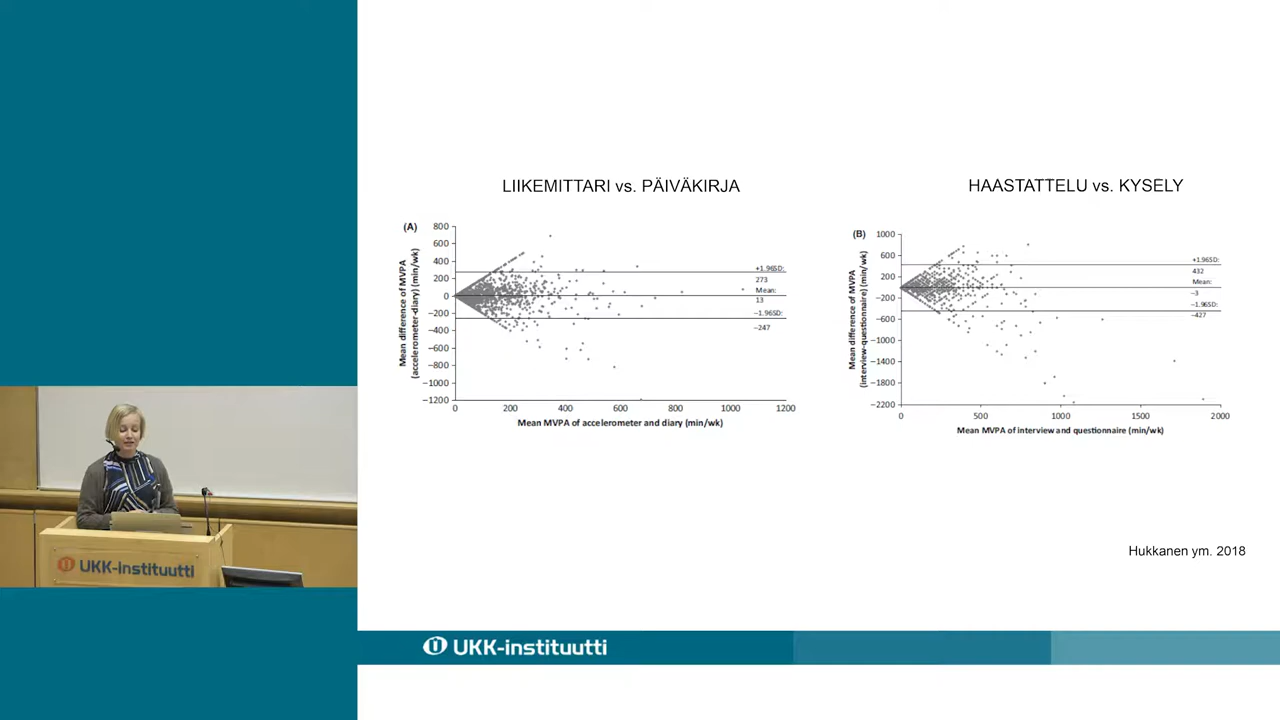 LIIKEMITTARI vs. PÄIVÄKIRJA
(A)
Mean difference of MVPA
(accelerometer-diary) (min/wk)
800
600
400
200
0
−200
−400
−600
−800
−1000
−1200
+1.96SD:
273
Mean:
13
−1.96SD:
−247
0 200 400 600 800 1000 1200
Mean MVPA of accelerometer and diary (min/wk)
HAASTATTELU vs. KYSELY
(B)
Mean difference of MVPA
(interview-questionnaire) (min/wk)
1000
600
200
−200
−600
−1000
−1400
−1800
−2200
+1.96SD:
432
Mean:
−3
−1.96SD:
−427
0 500 1000 1500 2000
Mean MVPA of interview and questionnaire (min/wk)
Hukkanen ym. 2018
UKK-instituutti
UKK-instituutti